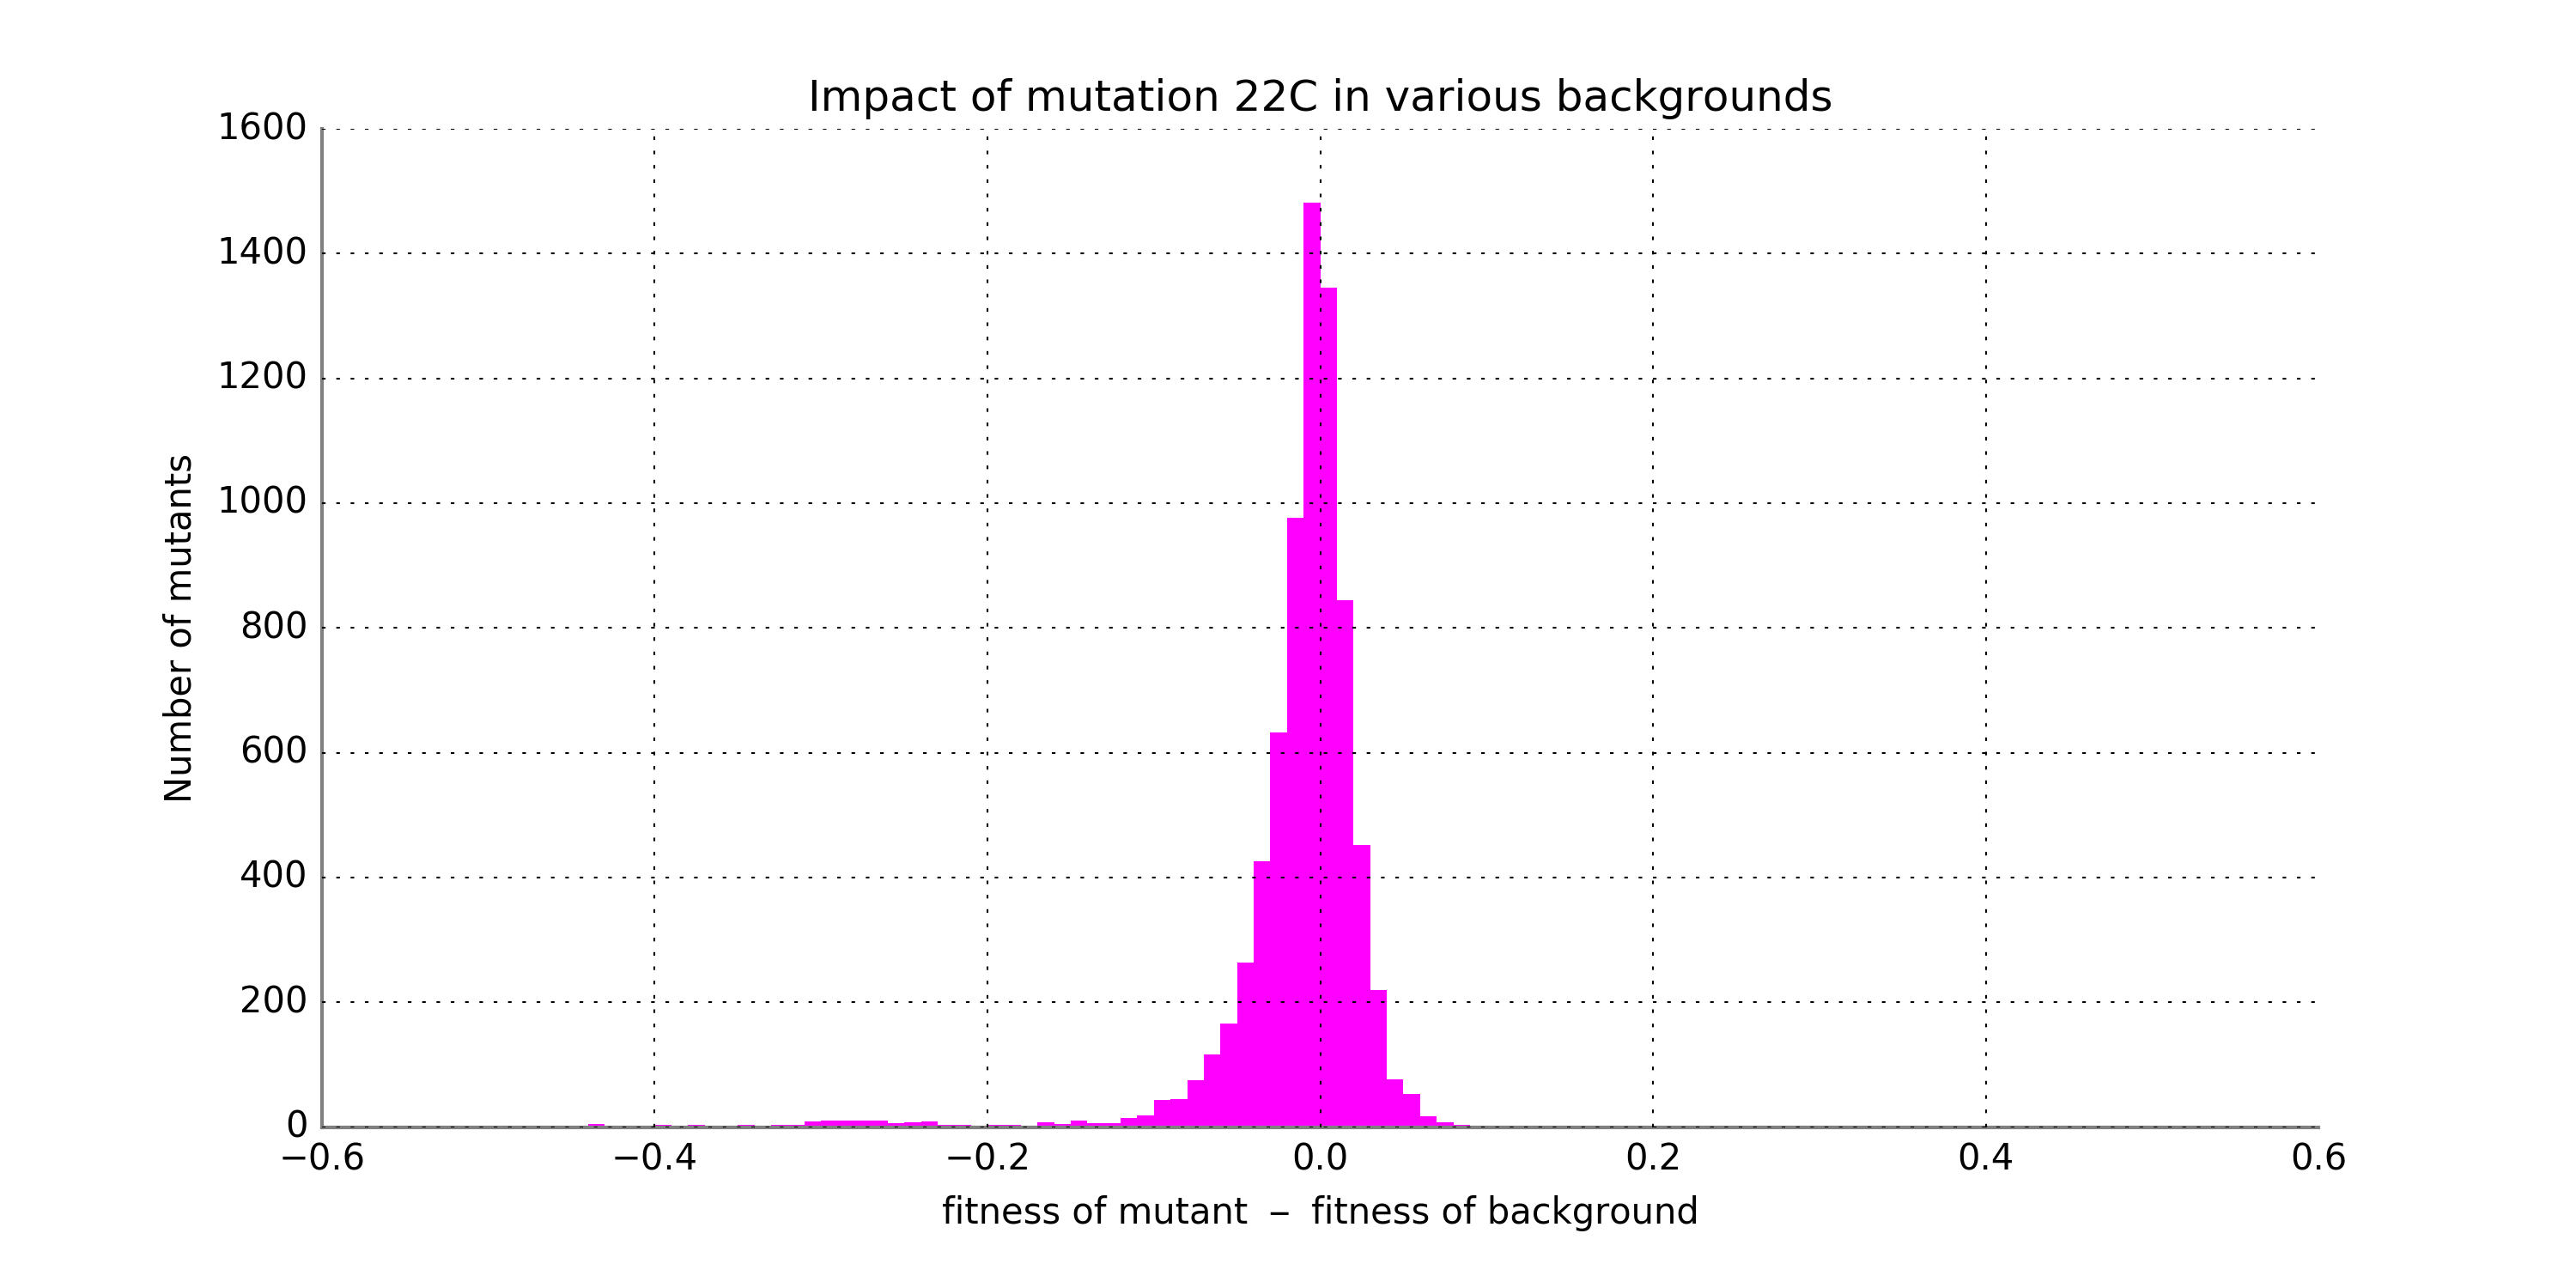 Impact of mutation 22C in various backgrounds
1600
1400
1200
1000
800
600
400
200
0
Number of mutants
−0.6 −0.4 −0.2 0.0 0.2 0.4 0.6
fitness of mutant − fitness of background